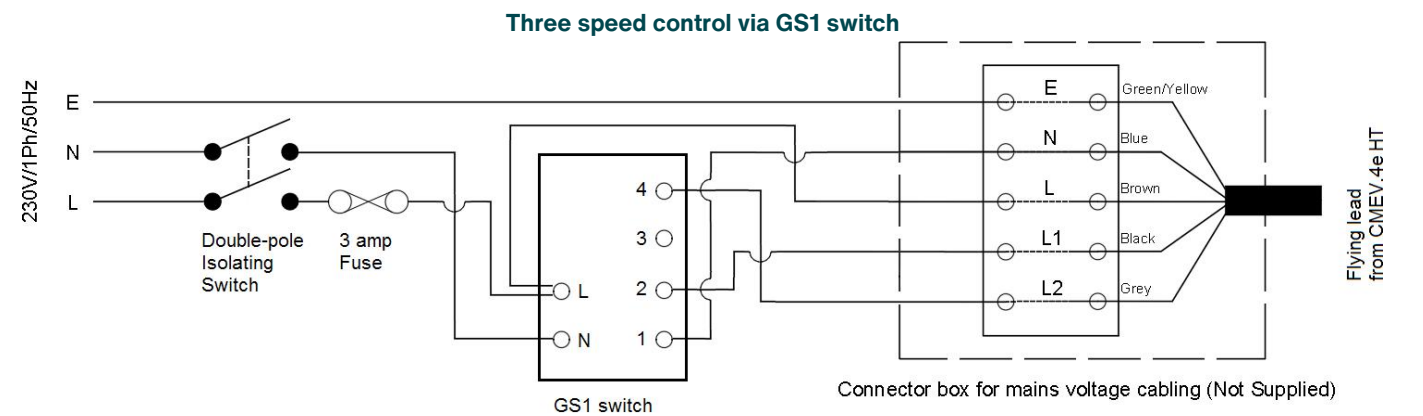 Three speed control via GS1 switch
230V/1Ph/50Hz
E
N
L
Double-pole
Isolating
Switch
3 amp
Fuse
L
N
4
3
2
1
GS1 switch
E
N
L
L1
L2
Green/Yellow
Blue
Brown
Black
Grey
Flying lead
from CMEV.4e HT
Connector box for mains voltage cabling (Not Supplied)